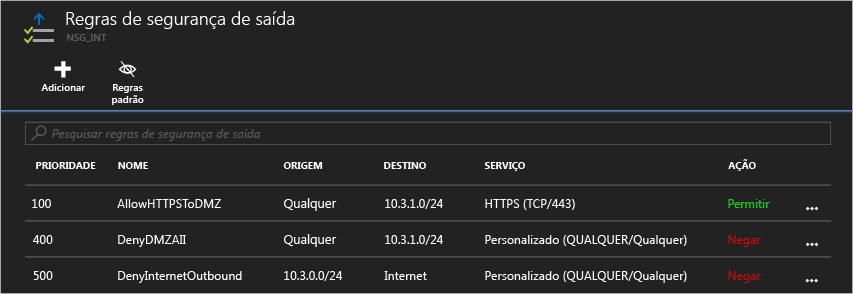 Regras de segurança de saída
NSG_INT
Adicionar
Regras
padrão
Pesquisar regras de segurança de saída
PRIORIDADE NOME ORIGEM DESTINO SERVIÇO AÇÃO
100 AllowHTTPSToDMZ Qualquer 10.3.1.0/24 HTTPS (TCP/443) Permitir ...
400 DenyDMZAII Qualquer 10.3.1.0/24 Personalizado (QUALQUER/Qualquer) Negar ...
500 DenyInternetOutbound 10.3.0.0/24 Internet Personalizado (QUALQUER/Qualquer) Negar ...